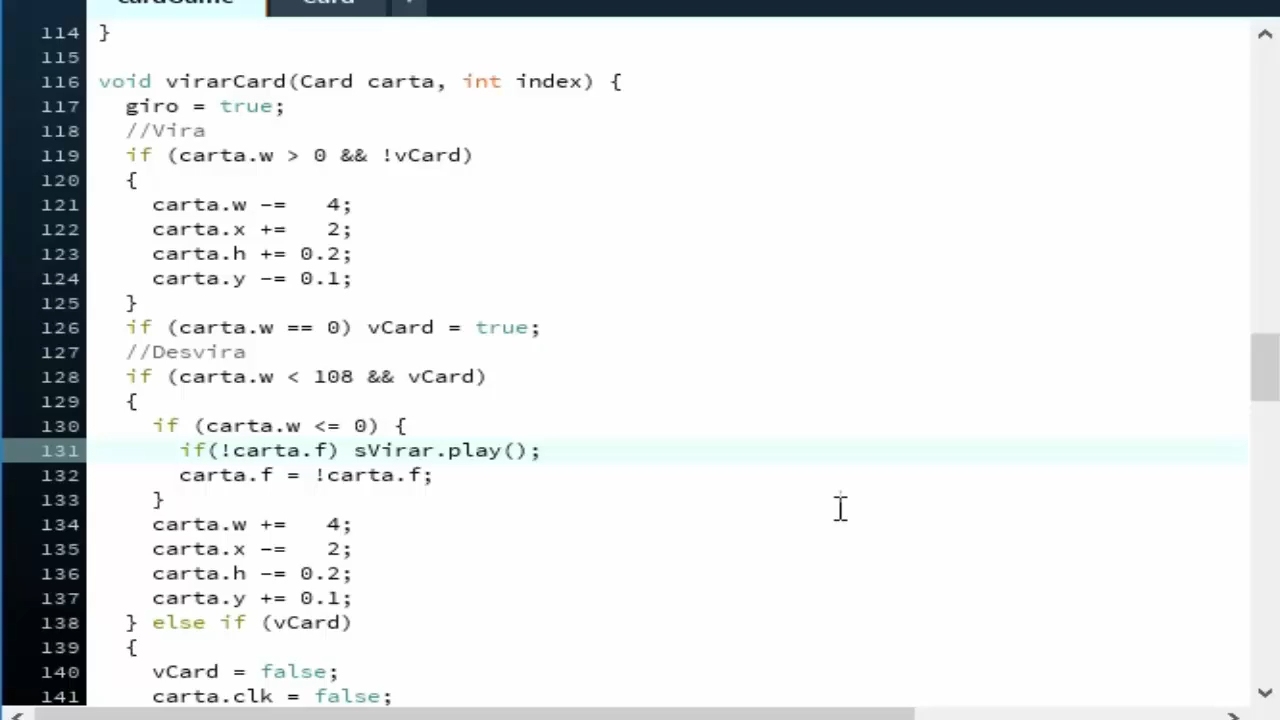 cardGame Card
114 }
115
116 void virarCard(Card carta, int index) {
117   giro = true;
118   //Vira
119   if (carta.w > 0 && !vCard)
120   {
121     carta.w -=   4;
122     carta.x +=   2;
123     carta.h += 0.2;
124     carta.y -= 0.1;
125   }
126   if (carta.w == 0) vCard = true;
127   //Desvira
128   if (carta.w < 108 && vCard)
129   {
130     if (carta.w <= 0) {
131       if(!carta.f) sVirar.play();
132       carta.f = !carta.f;
133     }
134     carta.w +=   4;
135     carta.x -=   2;
136     carta.h -= 0.2;
137     carta.y += 0.1;
138   } else if (vCard)
139   {
140     vCard = false;
141     carta.clk = false;